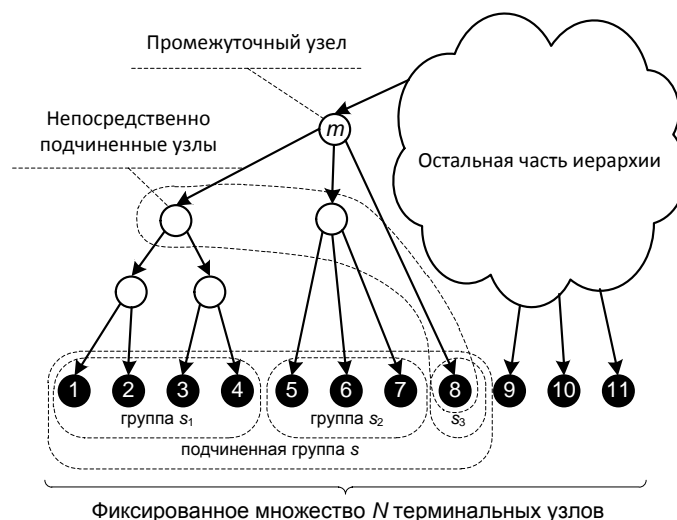 Промежуточный узел
Непосредственно
подчиненные узлы
m
Остальная часть иерархии
1 2 3 4 5 6 7 8 9 10 11
группа s1 группа s2 s3
подчиненная группа s
Фиксированное множество N терминальных узлов